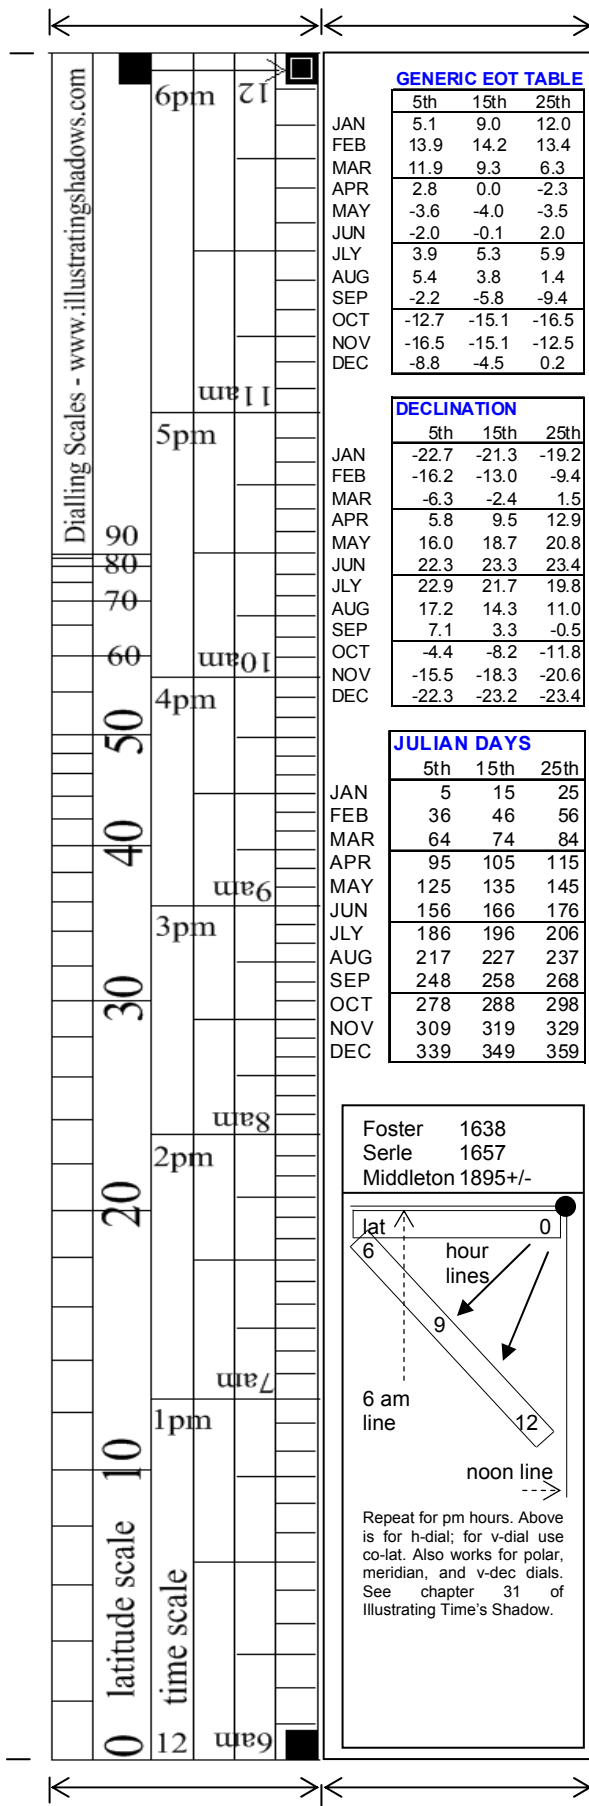 Dialling Scales - www.illustratingshadows.com
90
80
70
60
50
40
30
20
10
0 latitude scale
6pm
5pm
4pm
3pm
2pm
1pm
12 time scale
12
11am
10am
9am
8am
7am
6am
GENERIC EOT TABLE
5th 15th 25th
JAN 5.1 9.0 12.0
FEB 13.9 14.2 13.4
MAR 11.9 9.3 6.3
APR 2.8 0.0 -2.3
MAY -3.6 -4.0 -3.5
JUN -2.0 -0.1 2.0
JLY 3.9 5.3 5.9
AUG 5.4 3.8 1.4
SEP -2.2 -5.8 -9.4
OCT -12.7 -15.1 -16.5
NOV -16.5 -15.1 -12.5
DEC -8.8 -4.5 0.2
DECLINATION
5th 15th 25th
JAN -22.7 -21.3 -19.2
FEB -16.2 -13.0 -9.4
MAR -6.3 -2.4 1.5
APR 5.8 9.5 12.9
MAY 16.0 18.7 20.8
JUN 22.3 23.3 23.4
JLY 22.9 21.7 19.8
AUG 17.2 14.3 11.0
SEP 7.1 3.3 -0.5
OCT -4.4 -8.2 -11.8
NOV -15.5 -18.3 -20.6
DEC -22.3 -23.2 -23.4
JULIAN DAYS
5th 15th 25th
JAN 5 15 25
FEB 36 46 56
MAR 64 74 84
APR 95 105 115
MAY 125 135 145
JUN 156 166 176
JLY 186 196 206
AUG 217 227 237
SEP 248 258 268
OCT 278 288 298
NOV 309 319 329
DEC 339 349 359
Foster 1638
Serle 1657
Middleton 1895+/-
lat 0
6 hour
lines
9
6 am
line
12
noon line
Repeat for pm hours. Above
is for h-dial; for v-dial use
co-lat. Also works for polar,
meridian, and v-dec dials.
See chapter 31 of
Illustrating Time's Shadow.